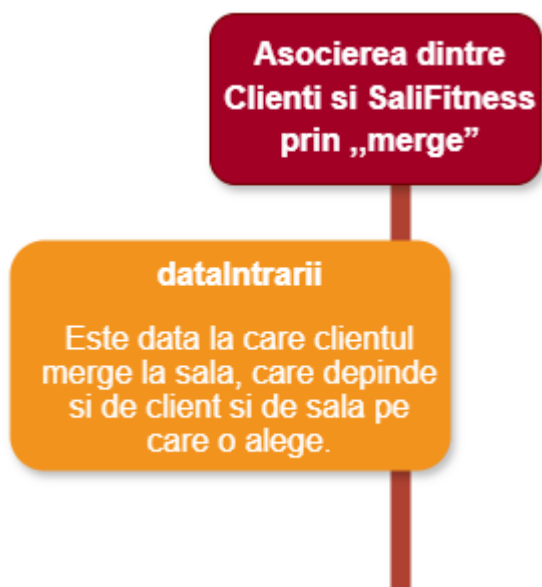 Asocierea dintre
Clienti si SaliFitness
prin ,,merge”
dataIntrarii
Este data la care clientul
merge la sala, care depinde
si de client si de sala pe
care o alege.